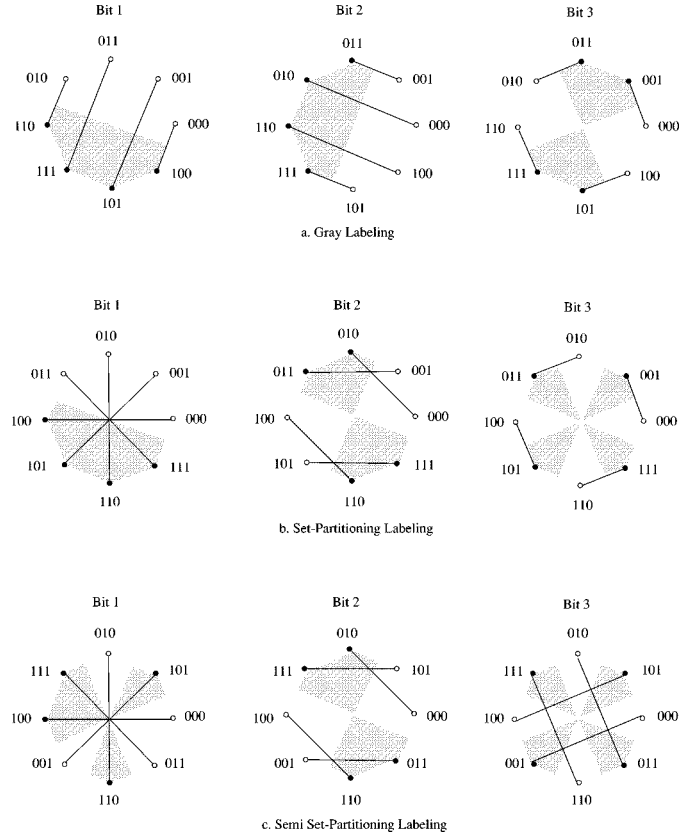 Bit 1 Bit 2 Bit 3
011 011 011
010 001 010 001 010 001
110 000 110 000 110 000
111 100 111 100 111 100
101 101 101
a. Gray Labeling
Bit 1 Bit 2 Bit 3
010 010 010
011 001 011 001 011 001
100 000 100 000 100 000
101 111 101 111 101 111
110 110 110
b. Set-Partitioning Labeling
Bit 1 Bit 2 Bit 3
010 010 010
111 101 111 101 111 101
100 000 100 000 100 000
001 011 001 011 001 011
110 110 110
c. Semi Set-Partitioning Labeling